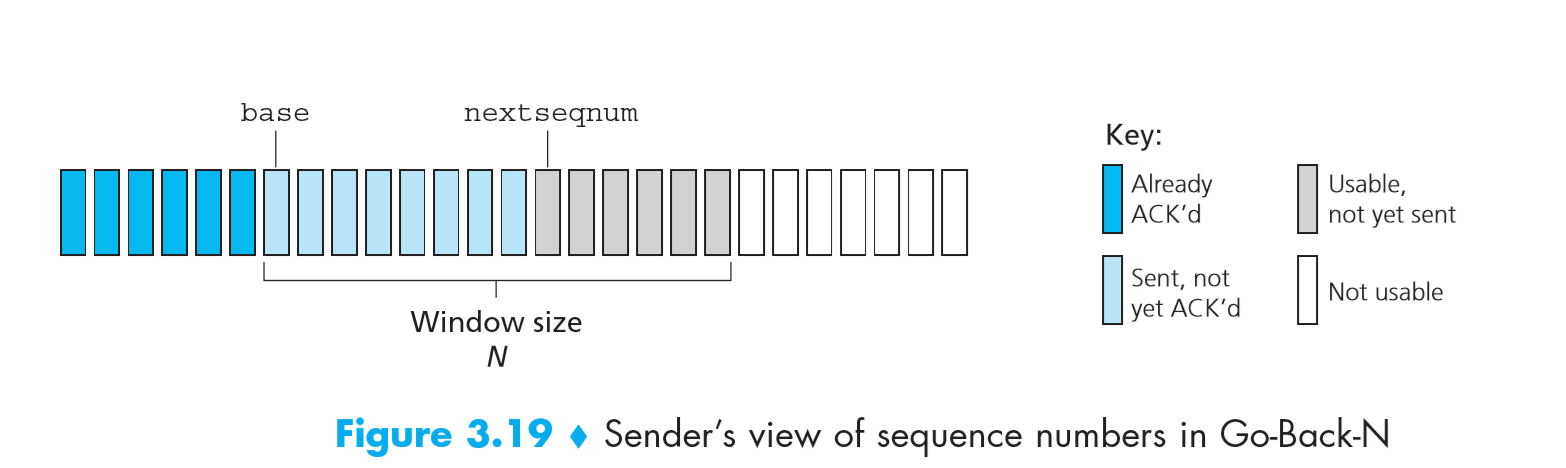 base
nextseqnum
Window size
N
Key:
Already
ACK’d
Usable,
not yet sent
Sent, not
yet ACK’d
Not usable
Figure 3.19 ♦ Sender’s view of sequence numbers in Go-Back-N